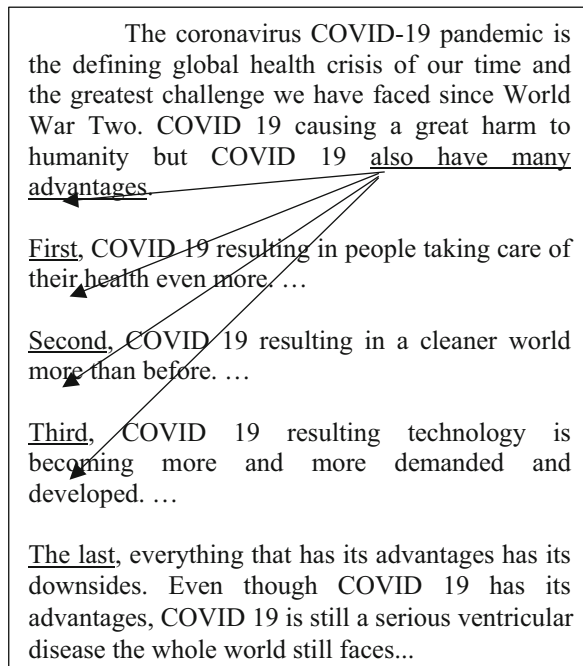 The coronavirus COVID-19 pandemic is
the defining global health crisis of our time and
the greatest challenge we have faced since World
War Two. COVID 19 causing a great harm to
humanity but COVID 19 also have many
advantages.
First, COVID 19 resulting in people taking care of
their health even more. …
Second, COVID 19 resulting in a cleaner world
more than before. …
Third, COVID 19 resulting technology is
becoming more and more demanded and
developed. …
The last, everything that has its advantages has its
downsides. Even though COVID 19 has its
advantages, COVID 19 is still a serious ventricular
disease the whole world still faces...